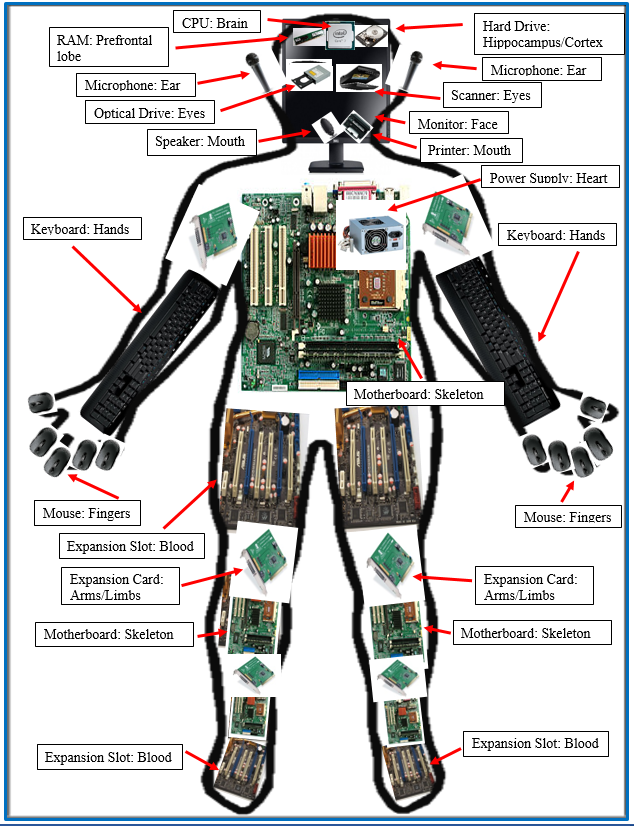 CPU: Brain
RAM: Prefrontal
lobe
Hard Drive:
Hippocampus/Cortex
Microphone: Ear
Microphone: Ear
Optical Drive: Eyes
Scanner: Eyes
Speaker: Mouth
Monitor: Face
Printer: Mouth
Power Supply: Heart
Keyboard: Hands
Keyboard: Hands
Motherboard: Skeleton
Mouse: Fingers
Mouse: Fingers
Expansion Slot: Blood
Expansion Card:
Arms/Limbs
Expansion Card:
Arms/Limbs
Motherboard: Skeleton
Motherboard: Skeleton
Expansion Slot: Blood
Expansion Slot: Blood